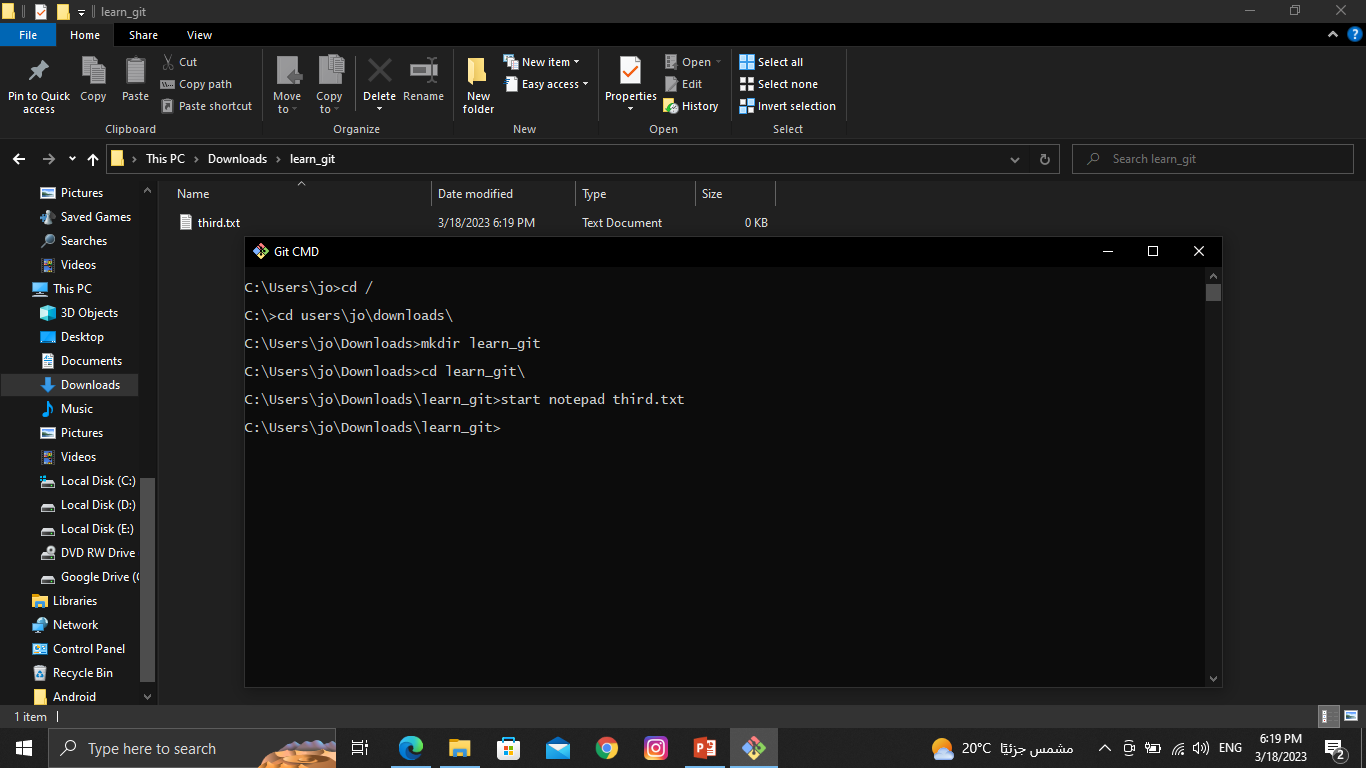 learn_git
File Home Share View
Pin to Quick access
Copy
Paste
Cut
Copy path
Paste shortcut
Clipboard
Move to
Copy to
Delete
Rename
Organize
New folder
New item
Easy access
New
Properties
Open
Edit
History
Open
Select all
Select none
Invert selection
Select
This PC > Downloads > learn_git
Search learn_git
Name Date modified Type Size
third.txt 3/18/2023 6:19 PM Text Document 0 KB
Pictures
Saved Games
Searches
Videos
This PC
3D Objects
Desktop
Documents
Downloads
Music
Pictures
Videos
Local Disk (C:)
Local Disk (D:)
Local Disk (E:)
DVD RW Drive
Google Drive (
Libraries
Network
Control Panel
Recycle Bin
Android
Git CMD
C:\Users\jo>cd /
C:\>cd users\jo\downloads\
C:\Users\jo\Downloads>mkdir learn_git
C:\Users\jo\Downloads>cd learn_git\
C:\Users\jo\Downloads\learn_git>start notepad third.txt
C:\Users\jo\Downloads\learn_git>
1 item
Type here to search
20°C مشمس جزئيًا
ENG
6:19 PM
3/18/2023
2